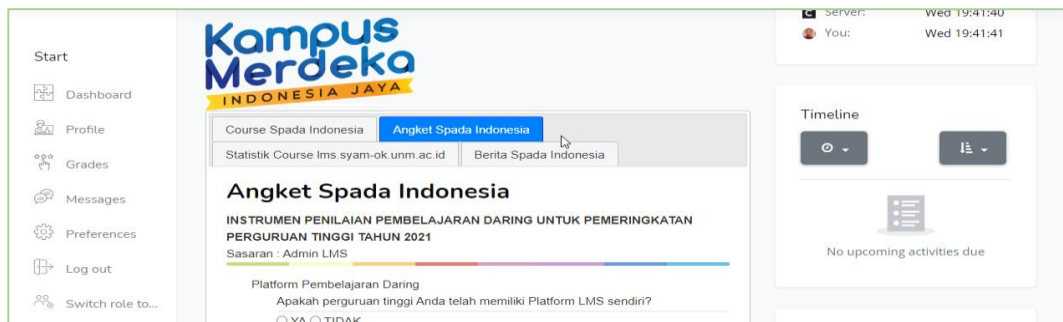 Start
Dashboard
Profile
Grades
Messages
Preferences
Log out
Switch role to...
Kampus
Merdeka
INDONESIA JAYA
Course Spada Indonesia
Angket Spada Indonesia
Statistik Course lms.syam-ok.unm.ac.id
Berita Spada Indonesia
Angket Spada Indonesia
INSTRUMEN PENILAIAN PEMBELAJARAN DARING UNTUK PEMERINGKATAN
PERGURUAN TINGGI TAHUN 2021
Sasaran : Admin LMS
Platform Pembelajaran Daring
Apakah perguruan tinggi Anda telah memiliki Platform LMS sendiri?
YA TIDAK
Server: Wed 19:41:40
You: Wed 19:41:41
Timeline
No upcoming activities due